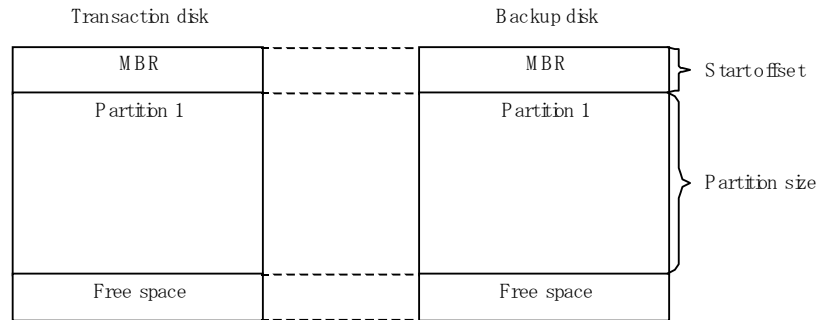 Transaction disk
Backup disk
MBR
MBR
Start offset
Partition 1
Partition 1
Partition size
Free space
Free space